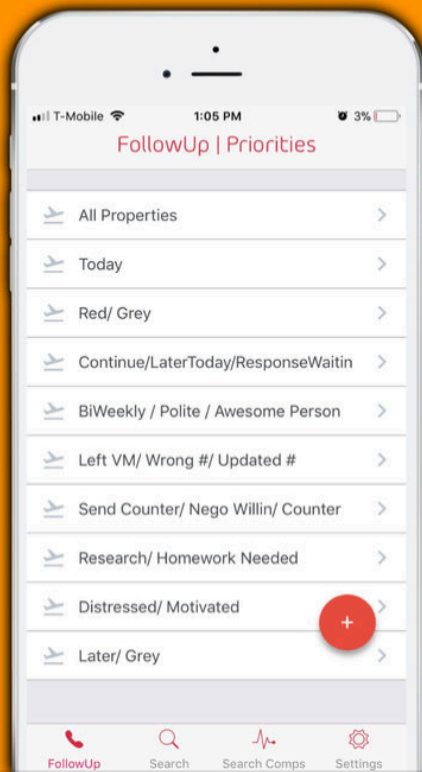 T-Mobile 1:05 PM 3%
FollowUp | Priorities
All Properties
Today
Red/ Grey
Continue/LaterToday/ResponseWaitin
BiWeekly / Polite / Awesome Person
Left VM/ Wrong #/ Updated #
Send Counter/ Nego Willin/ Counter
Research/ Homework Needed
Distressed/ Motivated
+
Later/ Grey
FollowUp Search Search Comps Settings